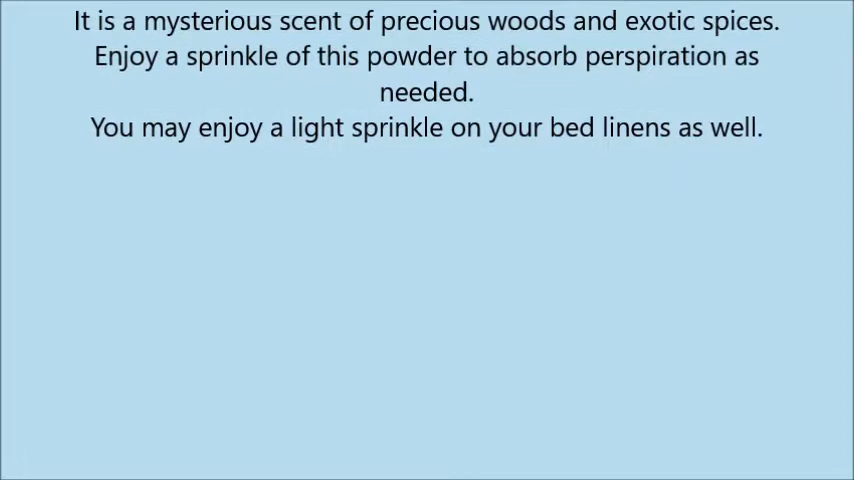 It is a mysterious scent of precious woods and exotic spices.
Enjoy a sprinkle of this powder to absorb perspiration as
needed.
You may enjoy a light sprinkle on your bed linens as well.